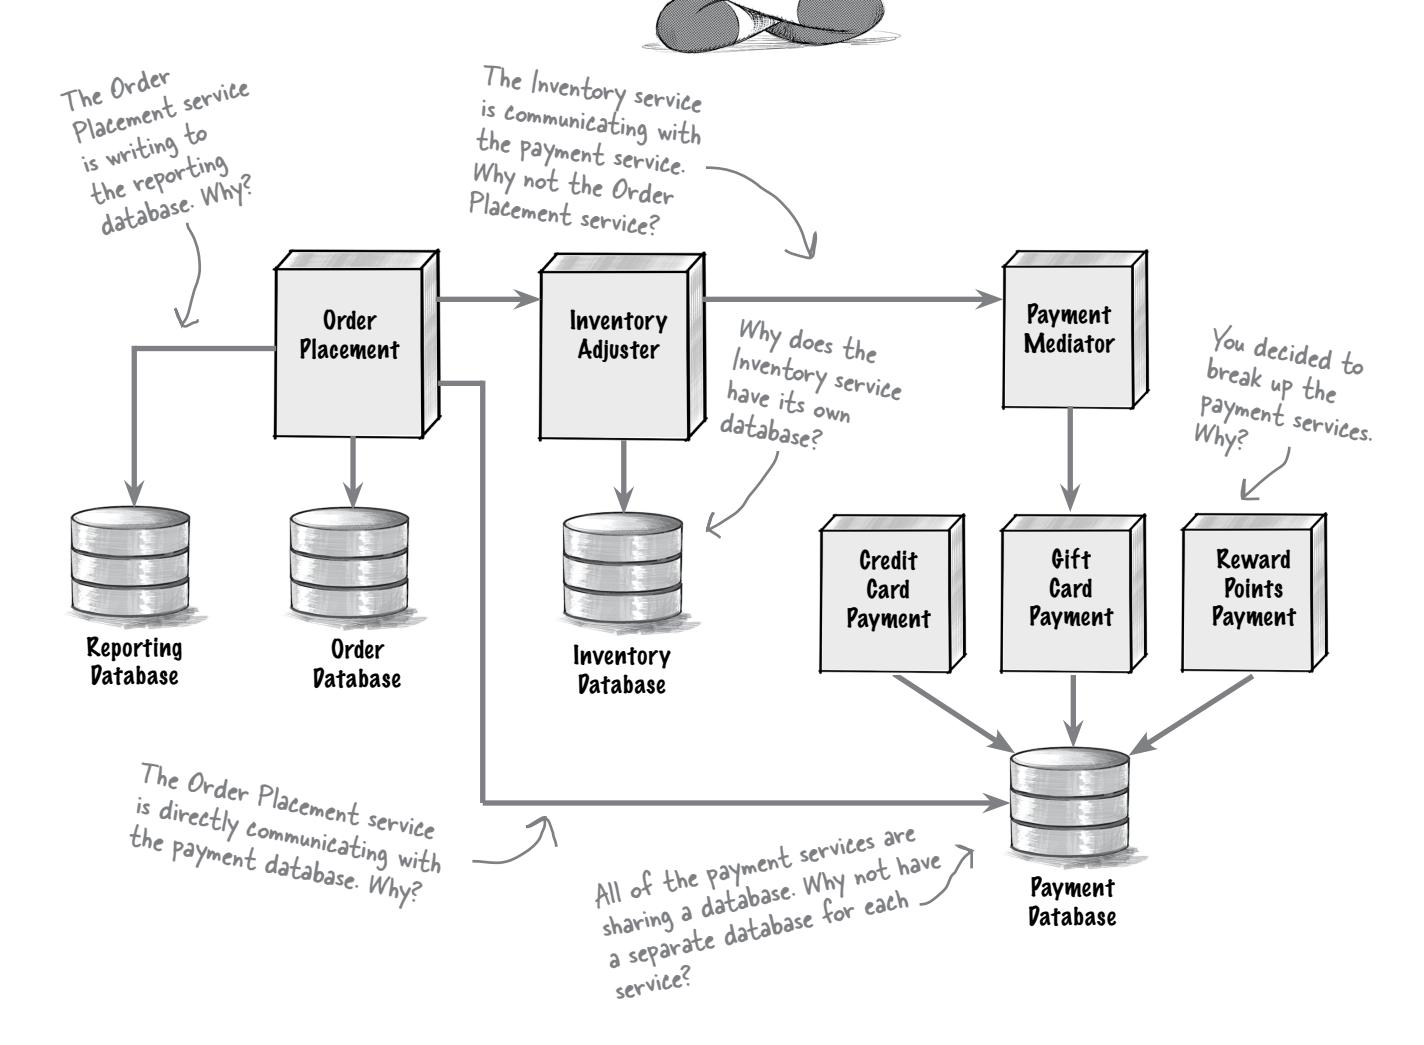 The Order
Placement service
is writing to
the reporting
database. Why?
The Inventory service
is communicating with
the payment service.
Why not the Order
Placement service?
Order
Placement
Inventory
Adjuster
Payment
Mediator
Why does the
Inventory service
have its own
database?
You decided to
break up the
payment services.
Why?
Credit
Card
Payment
Gift
Card
Payment
Reward
Points
Payment
Reporting
Database
Order
Database
Inventory
Database
The Order Placement service
is directly communicating with
the payment database. Why?
All of the payment services are
sharing a database. Why not have
a separate database for each
service?
Payment
Database